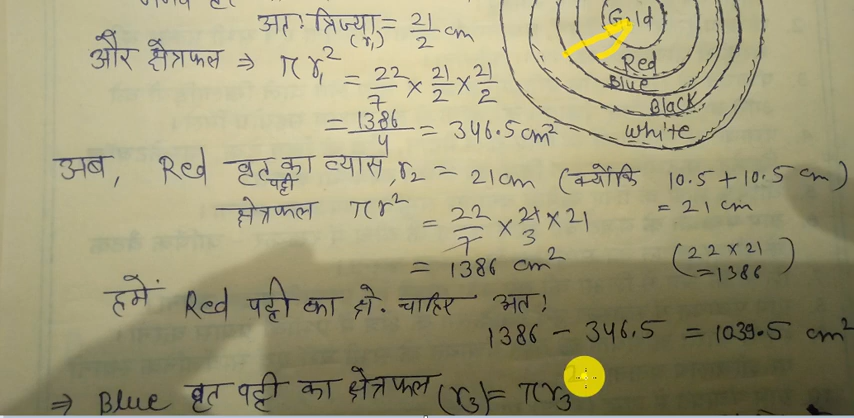 अतः त्रिज्या (r₁) = 21/2 cm
और क्षेत्रफल ⇒ πr₁²
= 22/7 × 21/2 × 21/2
= 1386/4 = 346.5 cm²
Gold
Red
Blue
Black
White
अब, Red वृत का व्यास, r₂ = 21 cm (क्योंकि 10.5 + 10.5 cm)
पट्टी
= 21 cm
क्षेत्रफल πr² = 22/7 × 21 × 21
3
= 1386 cm² (22 × 21
= 1386)
हमें Red पट्टी का क्षे. चाहिए अत:
1386 - 346.5 = 1039.5 cm²
⇒ Blue वृत पट्टी का क्षेत्रफल (r₃) = πr₃